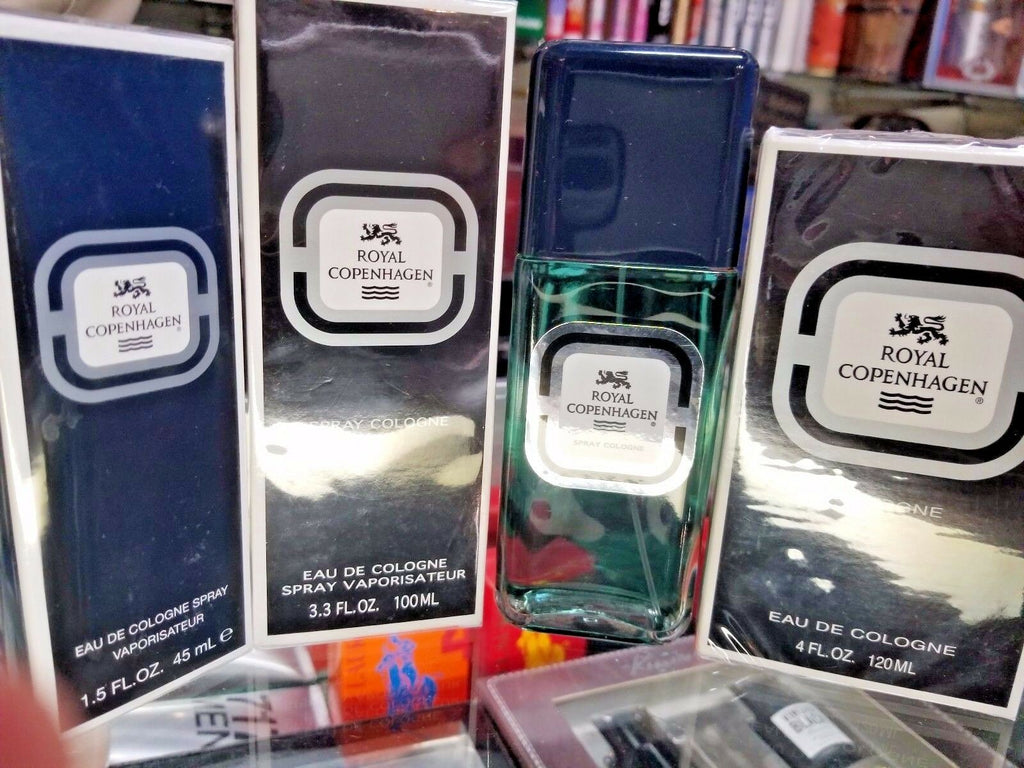 ROYAL
COPENHAGEN®
EAU DE COLOGNE SPRAY
VAPORISATEUR
1.5 FL.OZ. 45 mL e
ROYAL
COPENHAGEN®
SPRAY COLOGNE
EAU DE COLOGNE
SPRAY VAPORISATEUR
3.3 FL.OZ. 100ML
ROYAL
COPENHAGEN®
SPRAY COLOGNE
ROYAL
COPENHAGEN®
COLOGNE
EAU DE COLOGNE
4 FL.OZ. 120ML